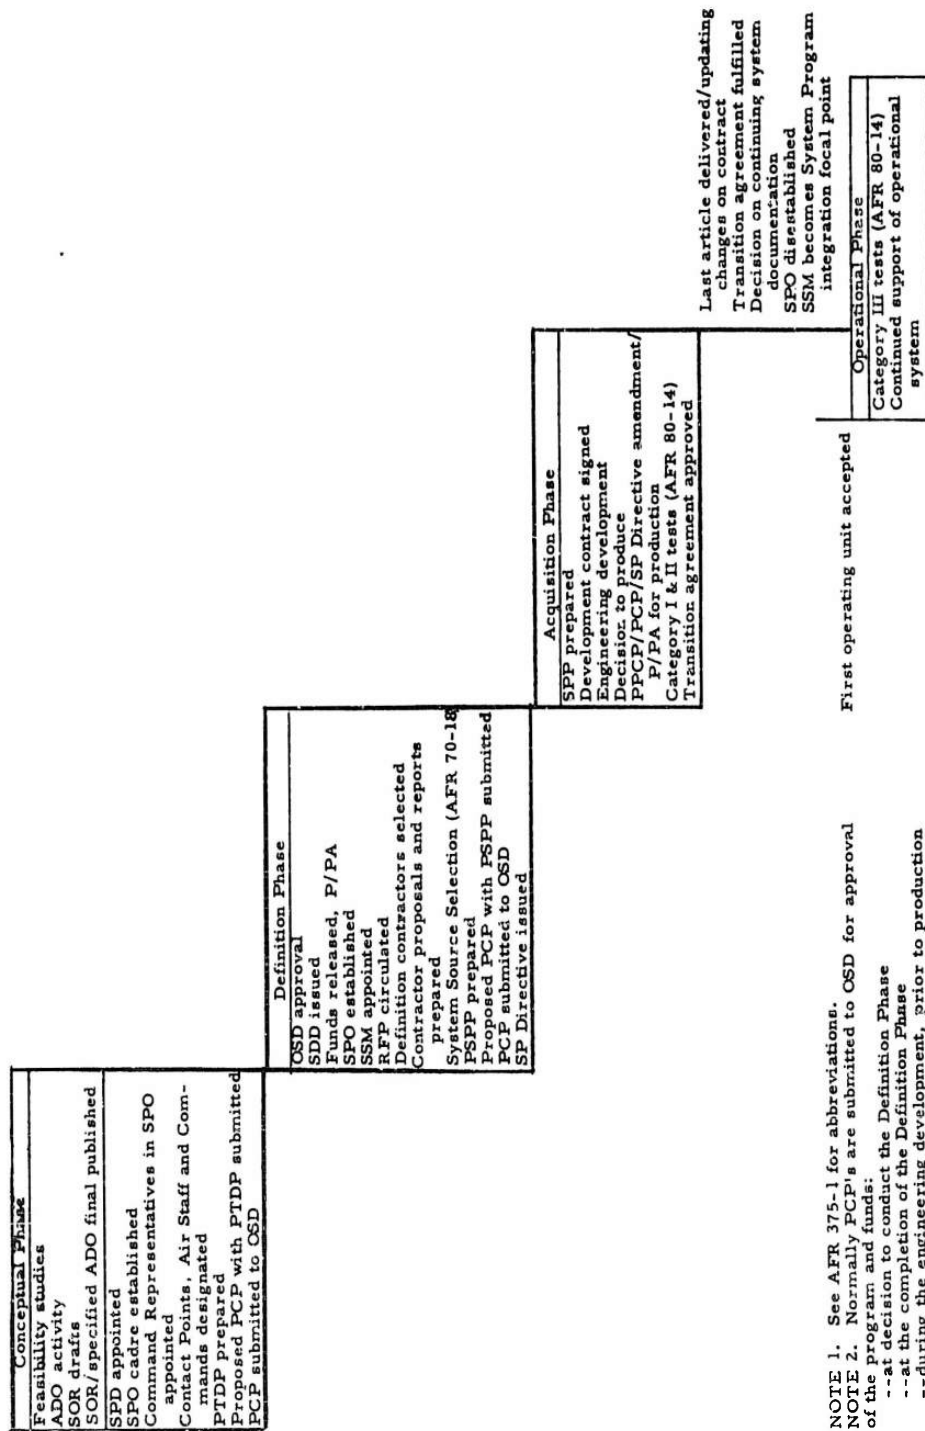 Conceptual Phase
Feasibility studies
ADO activity
SOR drafts
SOR/specified ADO final published
SPD appointed
SPO cadre established
Command Representatives in SPO
appointed
Contact Points, Air Staff and Com-
mands designated
PTDP prepared
Proposed PCP with PTDP submitted
PCP submitted to OSD
Definition Phase
OSD approval
SDD issued
Funds released, P/PA
SPO established
SSM appointed
RFP circulated
Definition contractors selected
Contractor proposals and reports
prepared
System Source Selection (AFR 70-18
PSPP prepared
Proposed PCP with PSPP submitted
PCP submitted to OSD
SP Directive issued
Acquisition Phase
SPP prepared
Development contract signed
Engineering development
Decision to produce
PPCP/PCP/SP Directive amendment/
P/PA for production
Category I & II tests (AFR 80-14)
Transition agreement approved
Last article delivered/updating
changes on contract
Transition agreement fulfilled
Decision on continuing system
documentation
SPO disestablished
SSM becomes System Program
integration focal point
First operating unit accepted
Operational Phase
Category III tests (AFR 80-14)
Continued support of operational
system
NOTE 1. See AFR 375-1 for abbreviations.
NOTE 2. Normally PCP's are submitted to OSD for approval
of the program and funds:
--at decision to conduct the Definition Phase
--at the completion of the Definition Phase
--during the engineering development, prior to production